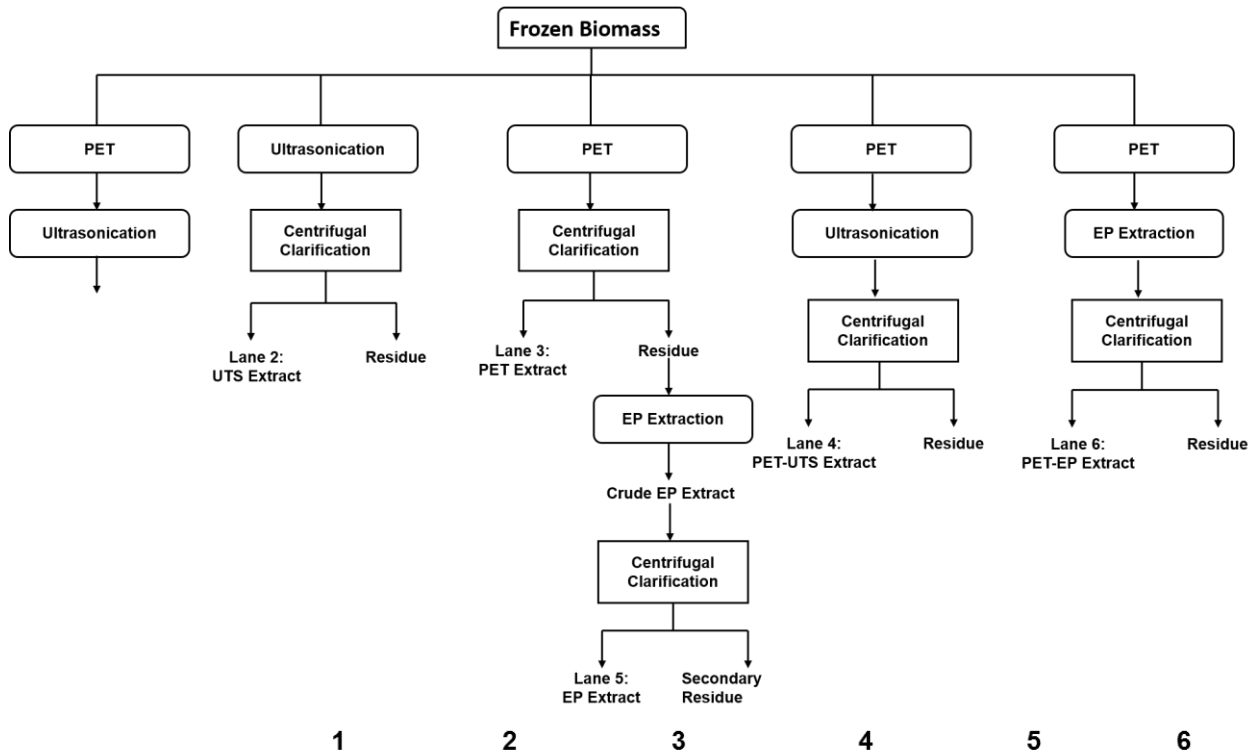 Frozen Biomass
PET
Ultrasonication
PET
PET
PET
Ultrasonication
Centrifugal
Clarification
Centrifugal
Clarification
Ultrasonication
EP Extraction
Lane 2:
UTS Extract
Residue
Lane 3:
PET Extract
Residue
Centrifugal
Clarification
Centrifugal
Clarification
EP Extraction
Lane 4:
PET-UTS Extract
Residue
Lane 6:
PET-EP Extract
Residue
Crude EP Extract
Centrifugal
Clarification
Lane 5:
EP Extract
Secondary
Residue
1 2 3 4 5 6